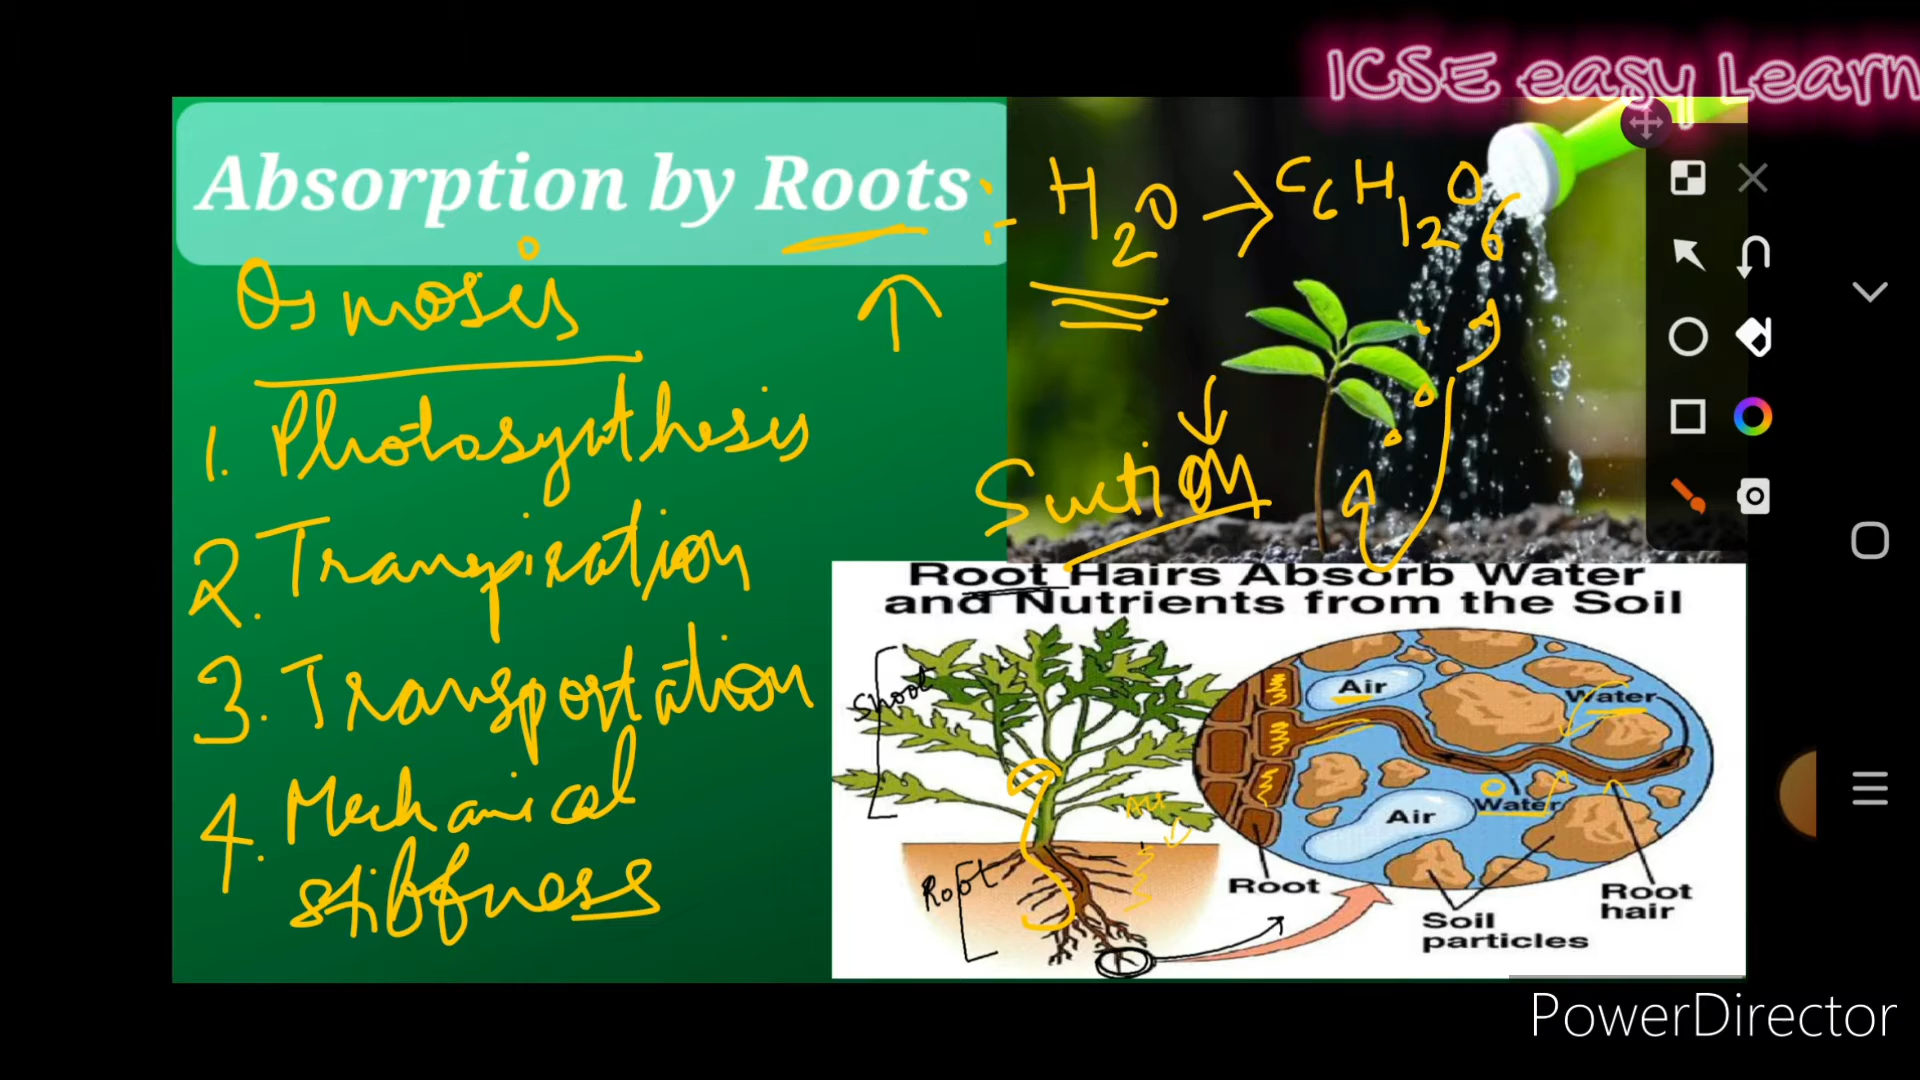 ICSE easy Learn
Absorption by Roots :-
H2O → C6H12O6
Osmosis
1. Photosynthesis
2. Transpiration
3. Transportation
4. Mechanical
stiffness
Suction
Root Hairs Absorb Water
and Nutrients from the Soil
Shoot
Root
Air
Water
Air
Water
Root
Soil
particles
Root
hair
PowerDirector